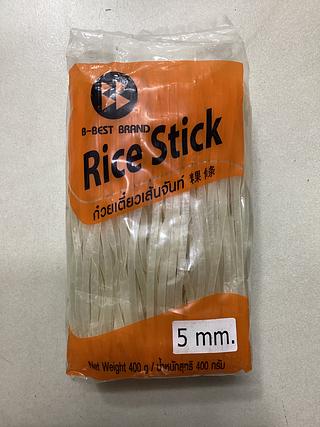 B-BEST BRAND
Rice Stick
ก๋วยเตี๋ยวเส้นจันท์ 粿條
5 mm.
Net Weight 400 g / น้ำหนักสุทธิ 400 กรัม